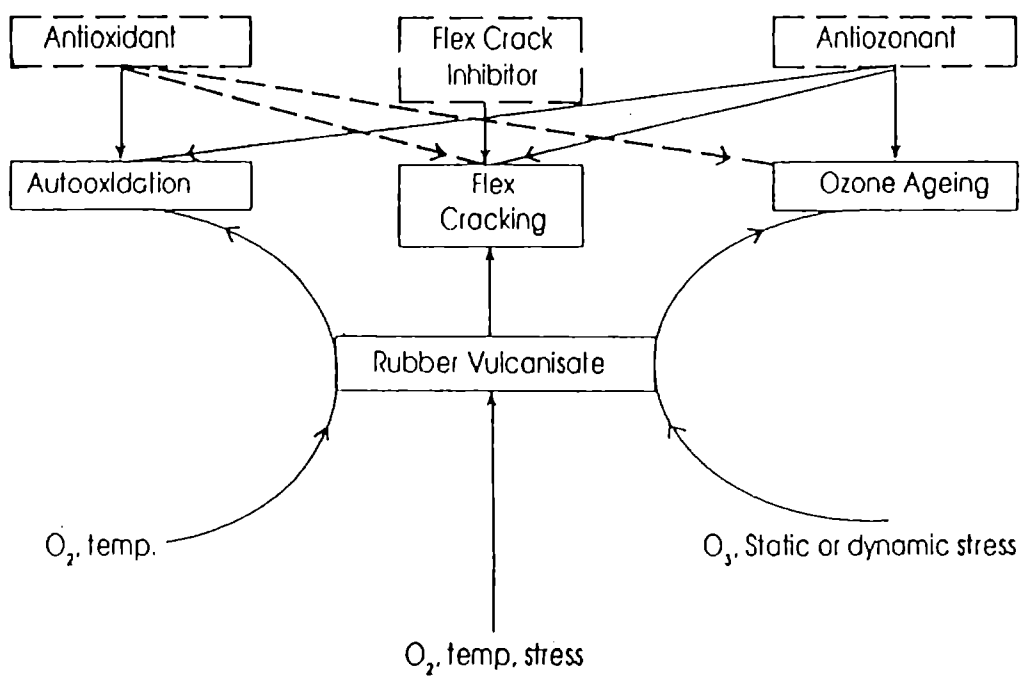 Antioxidant
Flex Crack
Inhibitor
Antiozonant
Autooxidation
Flex
Cracking
Ozone Ageing
Rubber Vulcanisate
O₂, temp.
O₃, Static or dynamic stress
O₂, temp, stress